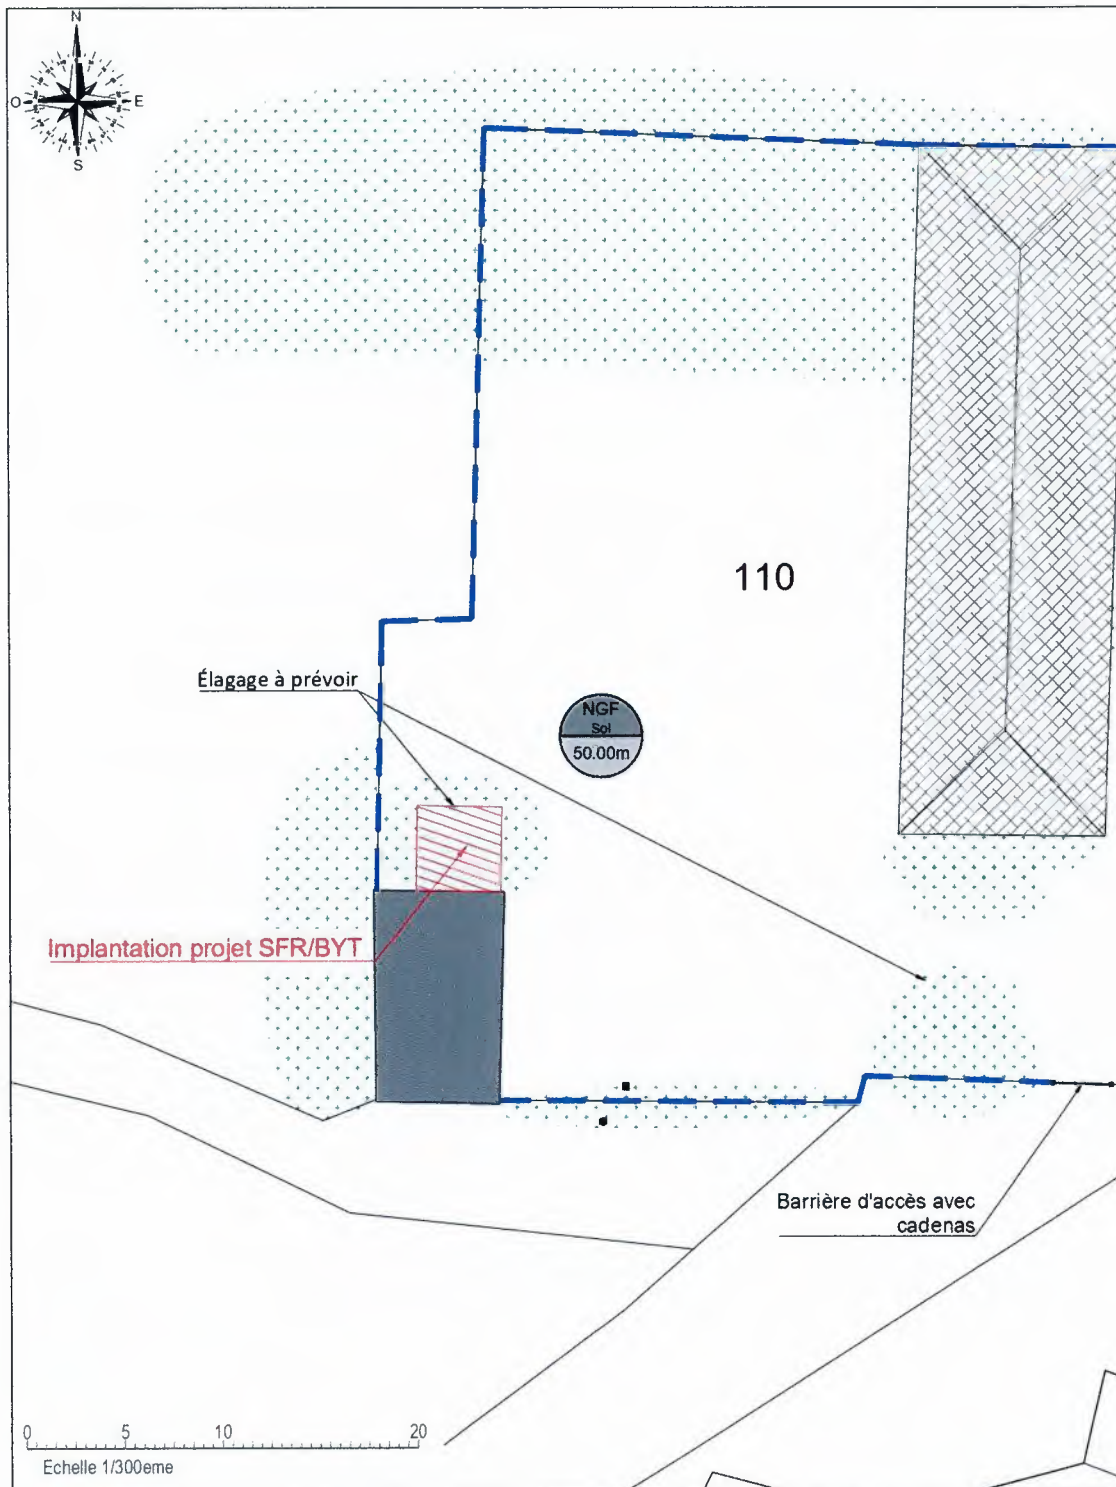 N
O
E
S
110
Élagage à prévoir
NGF
Sol
50.00m
Implantation projet SFR/BYT
Barrière d'accès avec
cadenas
0 5 10 20
Echelle 1/300eme